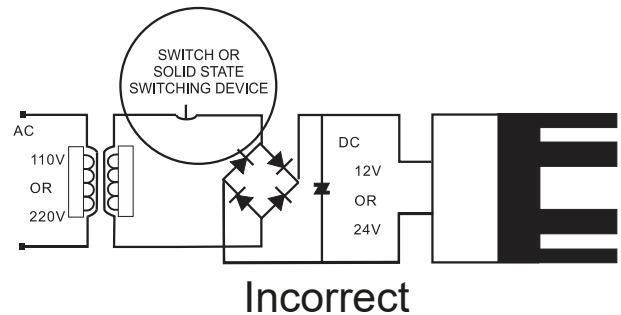 SWITCH OR
SOLID STATE
SWITCHING DEVICE
AC
110V
OR
220V
DC
12V
OR
24V
Incorrect